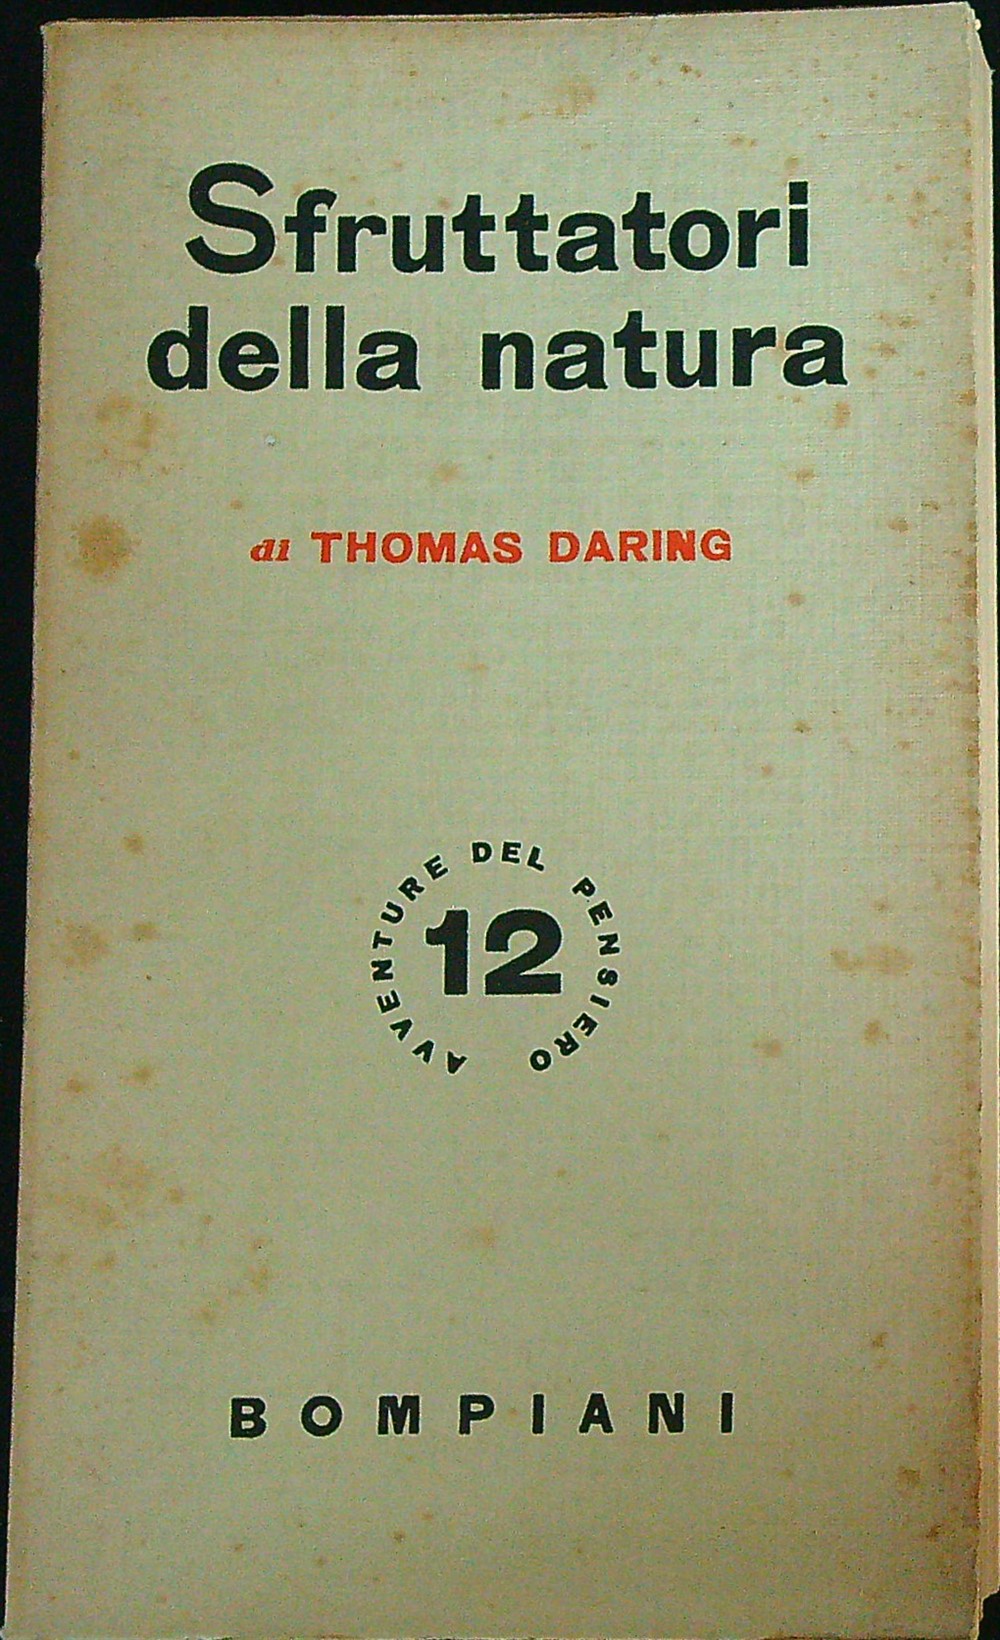 Sfruttatori
della natura
di THOMAS DARING
AVVENTURE DEL PENSIERO
12
BOMPIANI